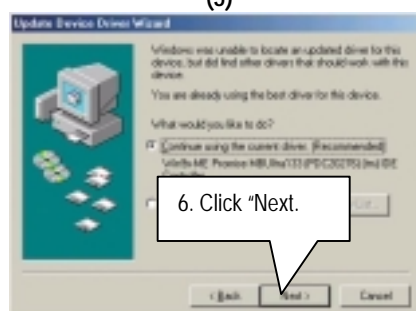 (5)
Update Device Driver Wizard
Windows was unable to locate an updated driver for this
device, but did find other drivers that should work with this
device.
You are already using the best driver for this device.
What would you like to do?
Continue using the current driver. (Recommended)
Promise
6. Click “Next.
< Back
Next >
Cancel